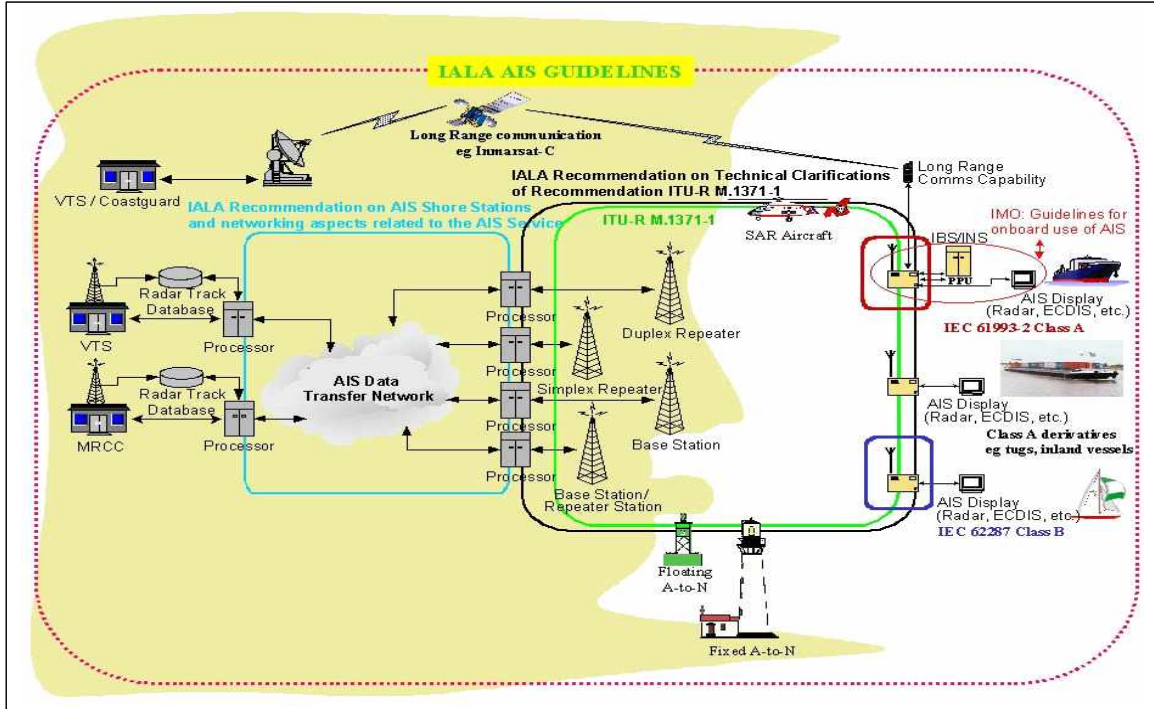 IALA AIS GUIDELINES
Long Range communication
eg Inmarsat-C
VTS / Coastguard
IALA Recommendation on Technical Clarifications
of Recommendation ITU-R M.1371-1
Long Range
Comms Capability
IALA Recommendation on AIS Shore Stations
and networking aspects related to the AIS Service
ITU-R M.1371-1
SAR Aircraft
IMO: Guidelines for
onboard use of AIS
IBS/INS
PPU
Radar Track
Database
VTS
Processor
Processor
Duplex Repeater
AIS Display
(Radar, ECDIS, etc.)
IEC 61993-2 Class A
AIS Data
Transfer Network
Processor
Simplex Repeater
Radar Track
Database
MRCC
Processor
Processor
Base Station
AIS Display
(Radar, ECDIS, etc.)
Class A derivatives
eg tugs, inland vessels
Processor
Base Station/
Repeater Station
AIS Display
(Radar, ECDIS, etc.)
IEC 62287 Class B
Floating
A-to-N
Fixed A-to-N